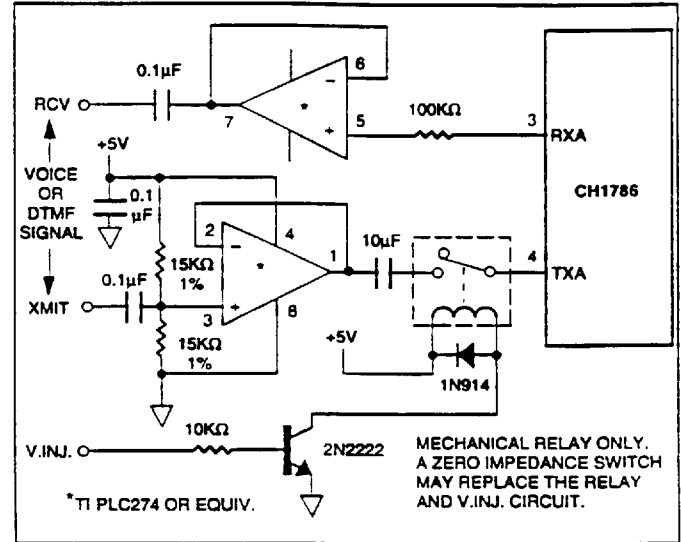 0.1µF
6
RCV
7
*
−
+
5
100KΩ
3
RXA
VOICE
OR
DTMF
SIGNAL
+5V
0.1
µF
CH1786
2
−
4
1
10µF
4
TXA
15KΩ
1%
*
0.1µF
XMIT
3
+
8
15KΩ
1%
+5V
1N914
10KΩ
V.INJ.
2N2222
MECHANICAL RELAY ONLY.
A ZERO IMPEDANCE SWITCH
MAY REPLACE THE RELAY
AND V.INJ. CIRCUIT.
*TI PLC274 OR EQUIV.